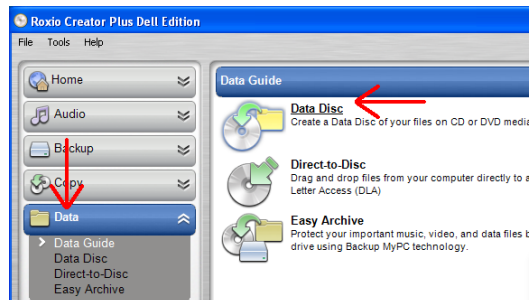 Roxio Creator Plus Dell Edition
File Tools Help
Home
Audio
Backup
Copy
Data
Data Guide
Data Disc
Direct-to-Disc
Easy Archive
Data Guide
Data Disc
Create a Data Disc of your files on CD or DVD media
Direct-to-Disc
Drag and drop files from your computer directly to a
Letter Access (DLA)
Easy Archive
Protect your important music, video, and data files b
drive using Backup MyPC technology.